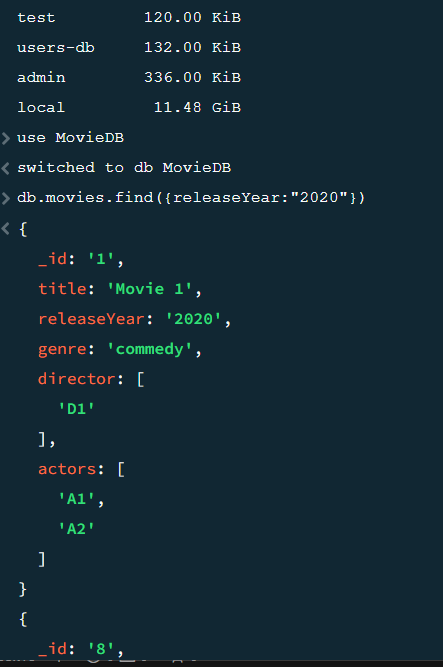 test 120.00 KiB
users-db 132.00 KiB
admin 336.00 KiB
local 11.48 GiB
> use MovieDB
< switched to db MovieDB
> db.movies.find({releaseYear:"2020"})
< {
_id: '1',
title: 'Movie 1',
releaseYear: '2020',
genre: 'commedy',
director: [
'D1'
],
actors: [
'A1',
'A2'
]
}
{
_id: '8',